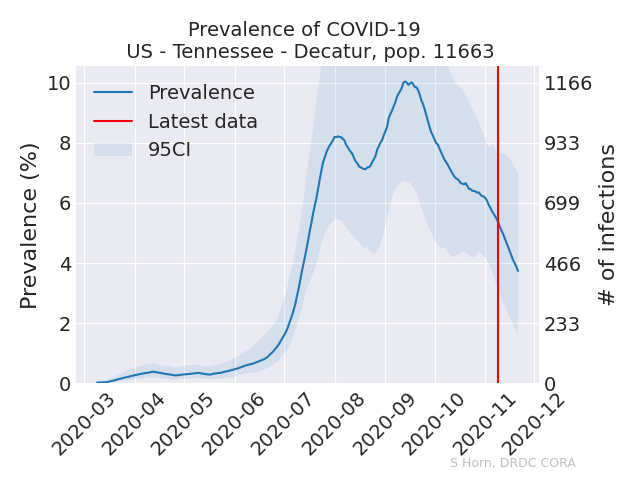 Prevalence of COVID-19
US - Tennessee - Decatur, pop. 11663
Prevalence
Latest data
95CI
Prevalence (%)
10
8
6
4
2
0
1166
933
699
466
233
0
# of infections
2020-03
2020-04
2020-05
2020-06
2020-07
2020-08
2020-09
2020-10
2020-11
2020-12
S Horn, DRDC CORA